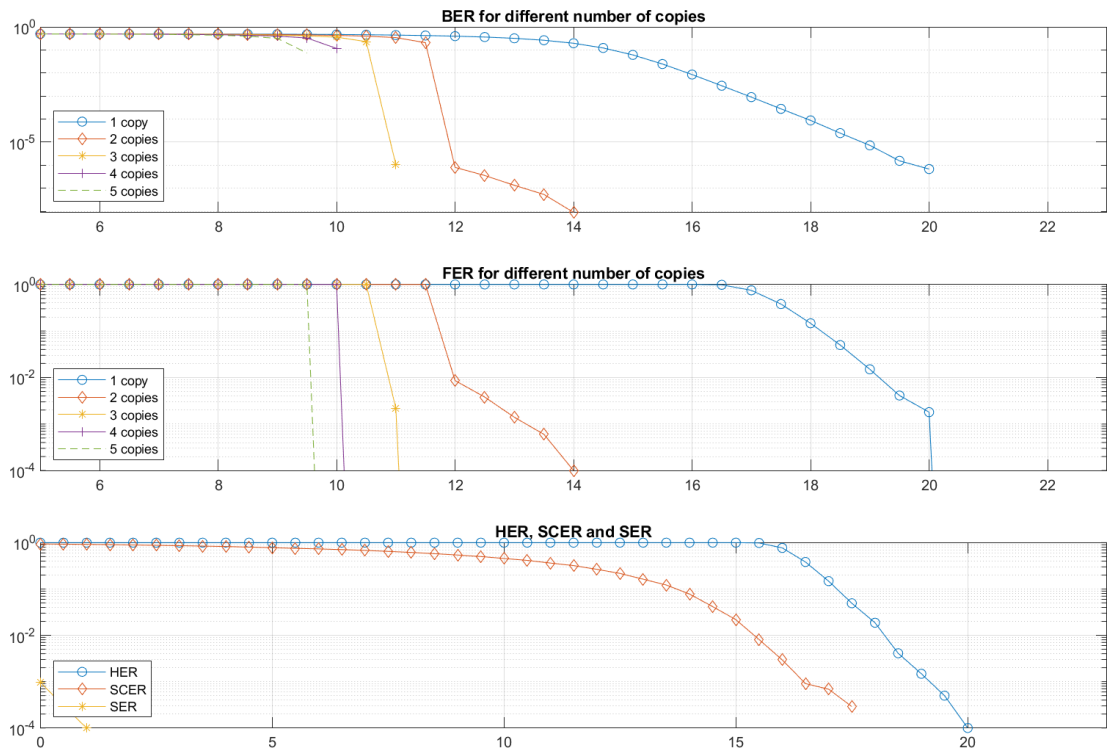 BER for different number of copies
10^0
10^-5
1 copy
2 copies
3 copies
4 copies
5 copies
6 8 10 12 14 16 18 20 22
FER for different number of copies
10^0
10^-2
10^-4
1 copy
2 copies
3 copies
4 copies
5 copies
6 8 10 12 14 16 18 20 22
HER, SCER and SER
10^0
10^-2
10^-4
HER
SCER
SER
0 5 10 15 20